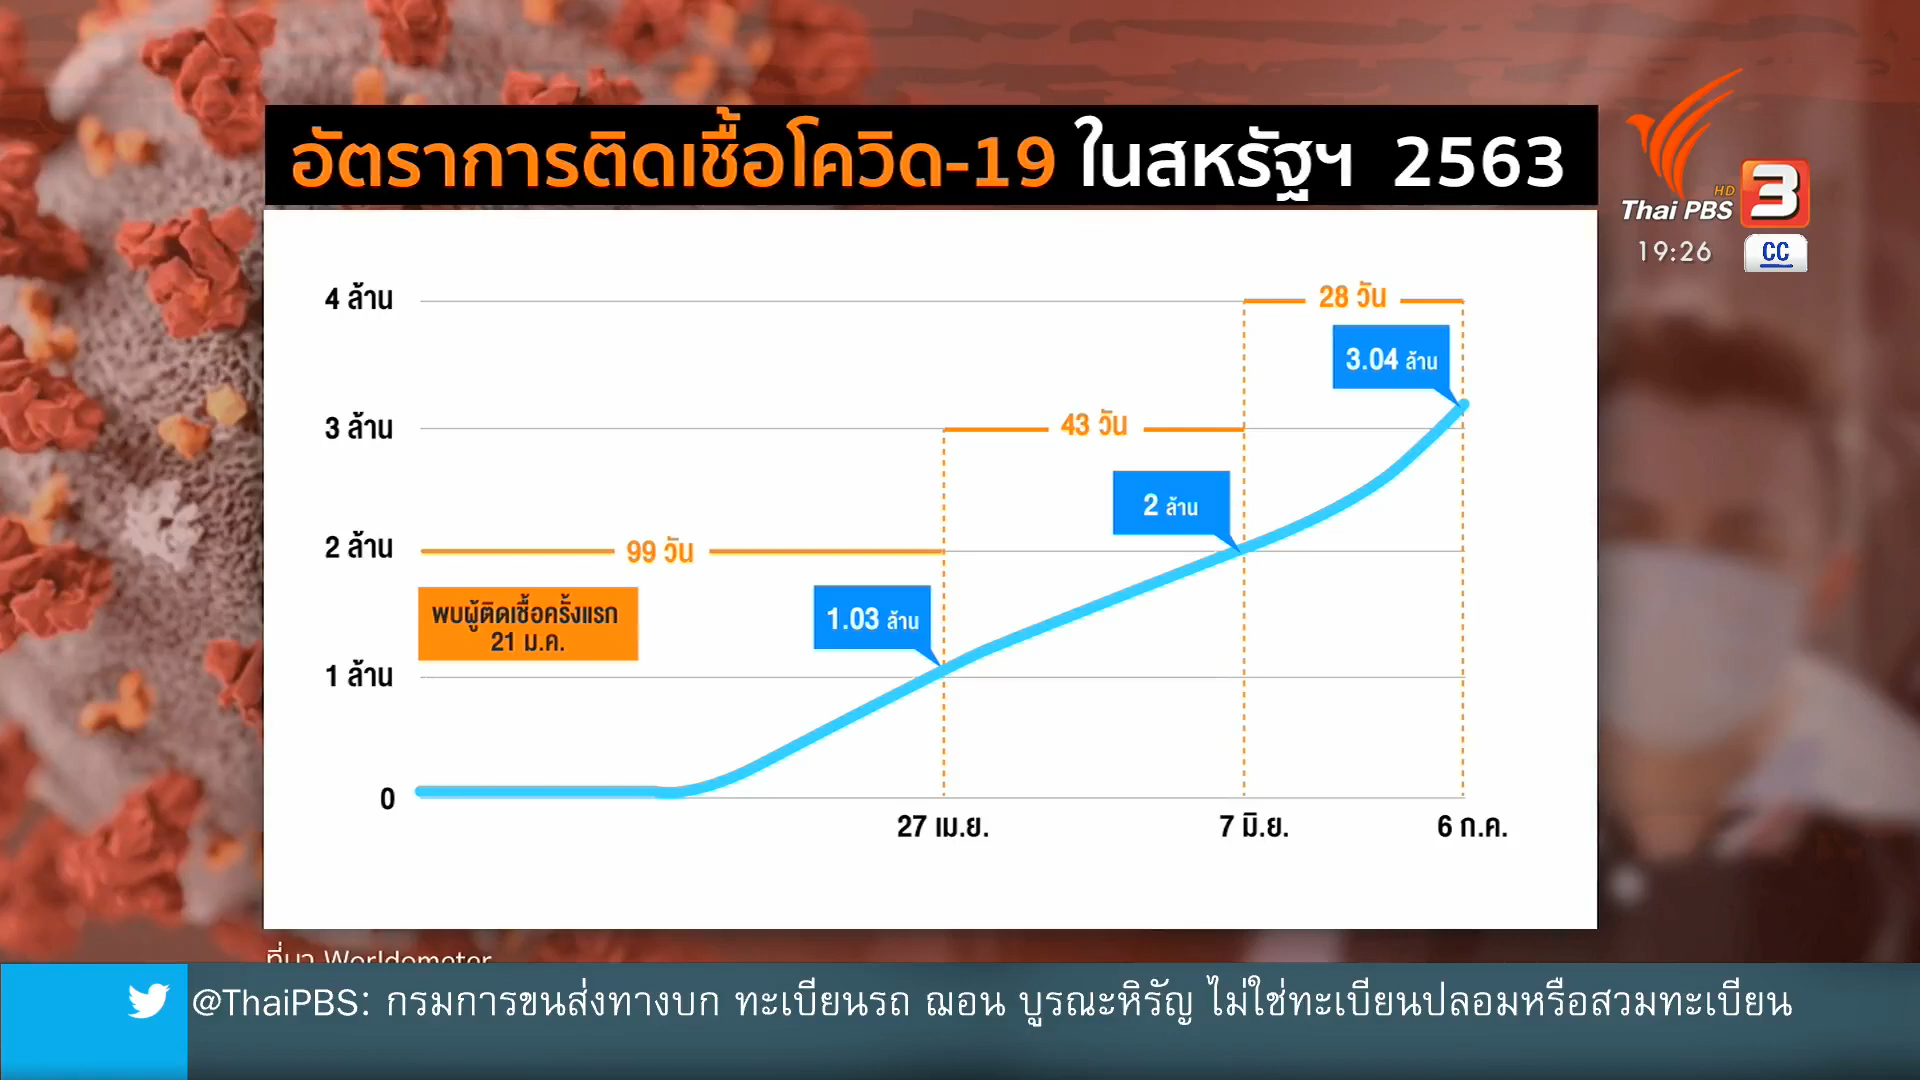 อัตราการติดเชื้อโควิด-19 ในสหรัฐฯ 2563
HD
Thai PBS 3
19:26 CC
4 ล้าน
28 วัน
3.04 ล้าน
3 ล้าน
43 วัน
2 ล้าน
2 ล้าน
99 วัน
พบผู้ติดเชื้อครั้งแรก
21 ม.ค.
1.03 ล้าน
1 ล้าน
0
27 เม.ย. 7 มิ.ย. 6 ก.ค.
ที่มา Worldometer
@ThaiPBS: กรมการขนส่งทางบก ทะเบียนรถ ฌอน บูรณะหิรัญ ไม่ใช่ทะเบียนปลอมหรือสวมทะเบียน